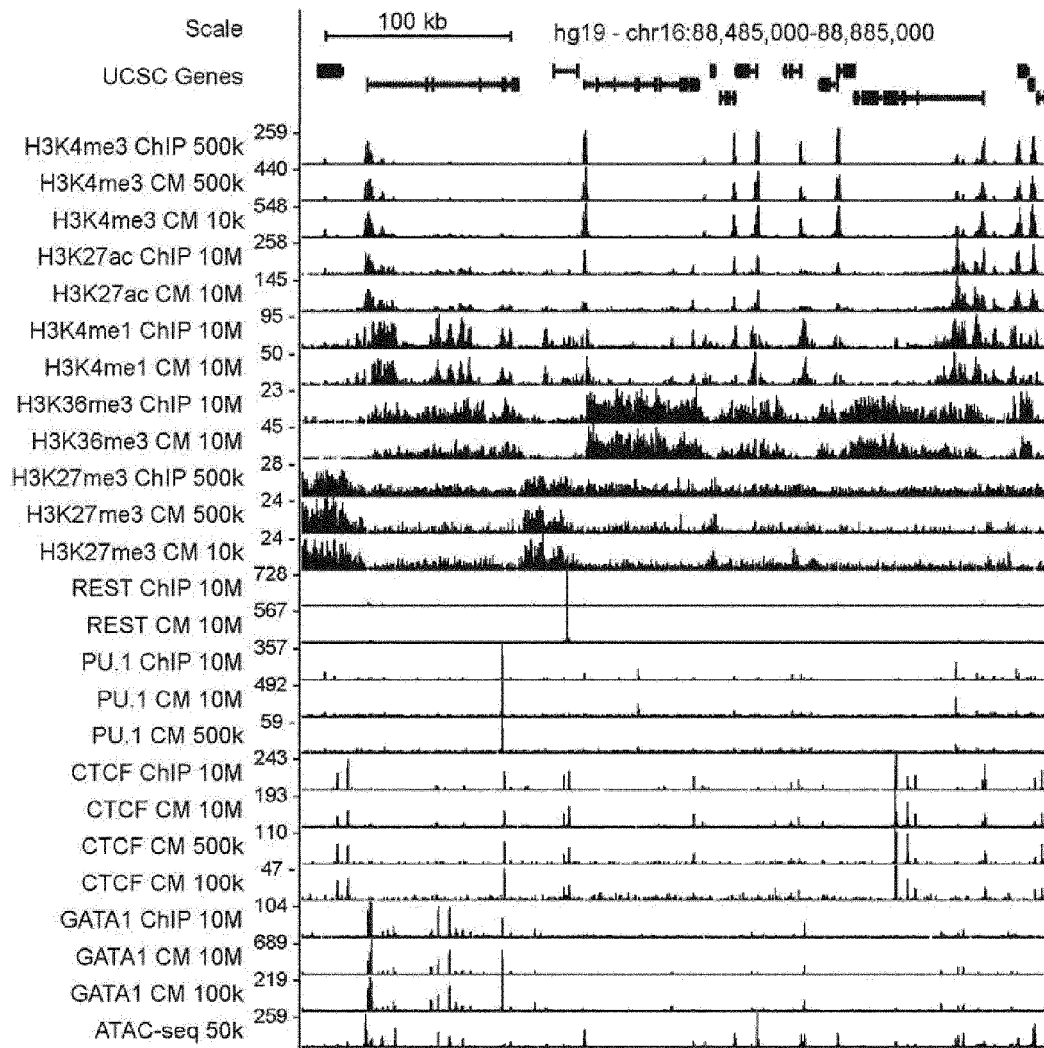 Scale
100 kb
hg19 - chr16:88,485,000-88,885,000
UCSC Genes
259 -
H3K4me3 ChIP 500k
440 -
H3K4me3 CM 500k
548 -
H3K4me3 CM 10k
258 -
H3K27ac ChIP 10M
145 -
H3K27ac CM 10M
95 -
H3K4me1 ChIP 10M
50 -
H3K4me1 CM 10M
23 -
H3K36me3 ChIP 10M
45 -
H3K36me3 CM 10M
28 -
H3K27me3 ChIP 500k
24 -
H3K27me3 CM 500k
24 -
H3K27me3 CM 10k
728 -
REST ChIP 10M
567 -
REST CM 10M
357 -
PU.1 ChIP 10M
492 -
PU.1 CM 10M
59 -
PU.1 CM 500k
243 -
CTCF ChIP 10M
193 -
CTCF CM 10M
110 -
CTCF CM 500k
47 -
CTCF CM 100k
104 -
GATA1 ChIP 10M
689 -
GATA1 CM 10M
219 -
GATA1 CM 100k
259 -
ATAC-seq 50k